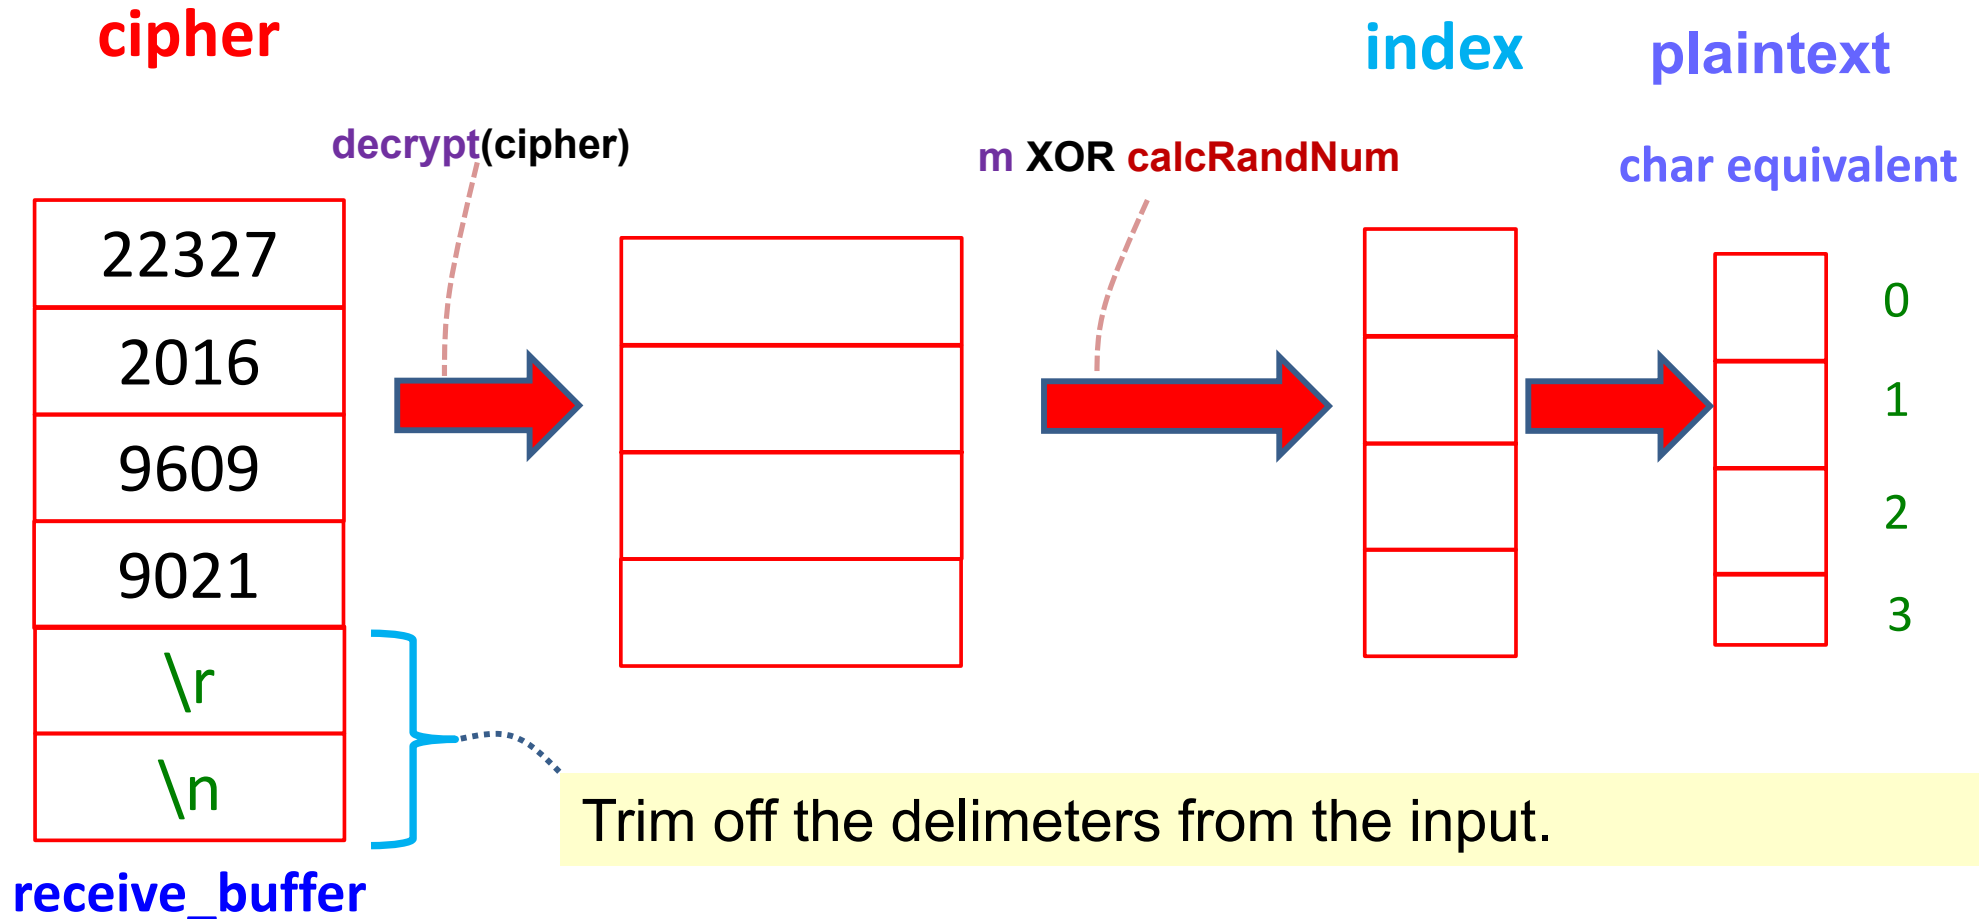 cipher
index
plaintext
decrypt(cipher)
m XOR calcRandNum
char equivalent
22327
2016
9609
9021
\r
\n
0
1
2
3
Trim off the delimeters from the input.
receive_buffer